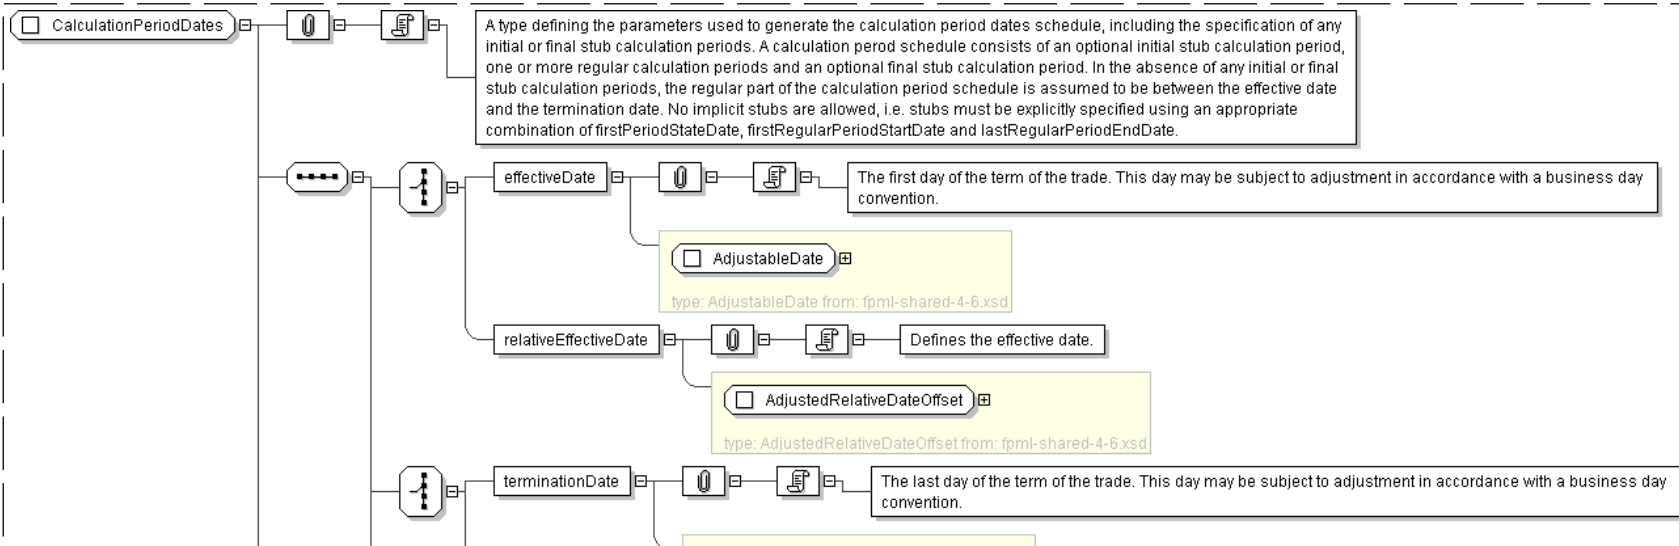 CalculationPeriodDates
A type defining the parameters used to generate the calculation period dates schedule, including the specification of any
initial or final stub calculation periods. A calculation perod schedule consists of an optional initial stub calculation period,
one or more regular calculation periods and an optional final stub calculation period. In the absence of any initial or final
stub calculation periods, the regular part of the calculation period schedule is assumed to be between the effective date
and the termination date. No implicit stubs are allowed, i.e. stubs must be explicitly specified using an appropriate
combination of firstPeriodStateDate, firstRegularPeriodStartDate and lastRegularPeriodEndDate.
effectiveDate
The first day of the term of the trade. This day may be subject to adjustment in accordance with a business day
convention.
AdjustableDate
type: AdjustableDate from: fpml-shared-4-6.xsd
relativeEffectiveDate
Defines the effective date.
AdjustedRelativeDateOffset
type: AdjustedRelativeDateOffset from: fpml-shared-4-6.xsd
terminationDate
The last day of the term of the trade. This day may be subject to adjustment in accordance with a business day
convention.